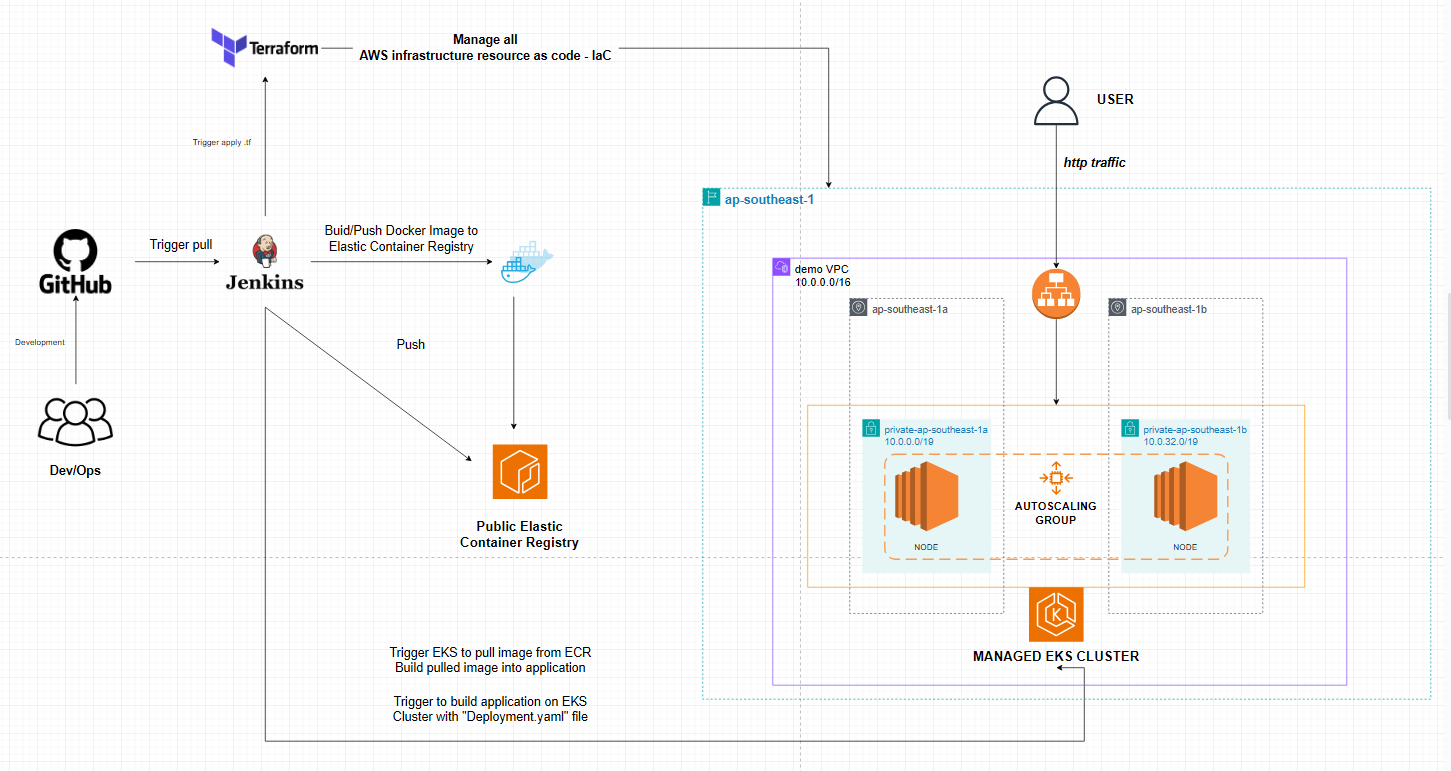 Terraform
Manage all
AWS infrastructure resource as code - IaC
USER
Trigger apply .tf
http traffic
ap-southeast-1
GitHub
Trigger pull
Jenkins
Buid/Push Docker Image to
Elastic Container Registry
demo VPC
10.0.0.0/16
ap-southeast-1a
ap-southeast-1b
Development
Push
Dev/Ops
private-ap-southeast-1a
10.0.0.0/19
private-ap-southeast-1b
10.0.32.0/19
AUTOSCALING
GROUP
NODE
NODE
Public Elastic
Container Registry
K
MANAGED EKS CLUSTER
Trigger EKS to pull image from ECR
Build pulled image into application
Trigger to build application on EKS
Cluster with "Deployment.yaml" file